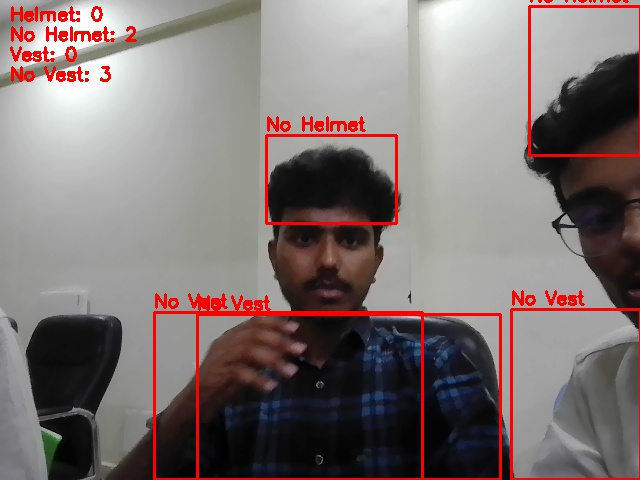 Helmet: 0
No Helmet: 2
Vest: 0
No Vest: 3
No Helmet
No Helmet
No Vest
No Vest
No Vest